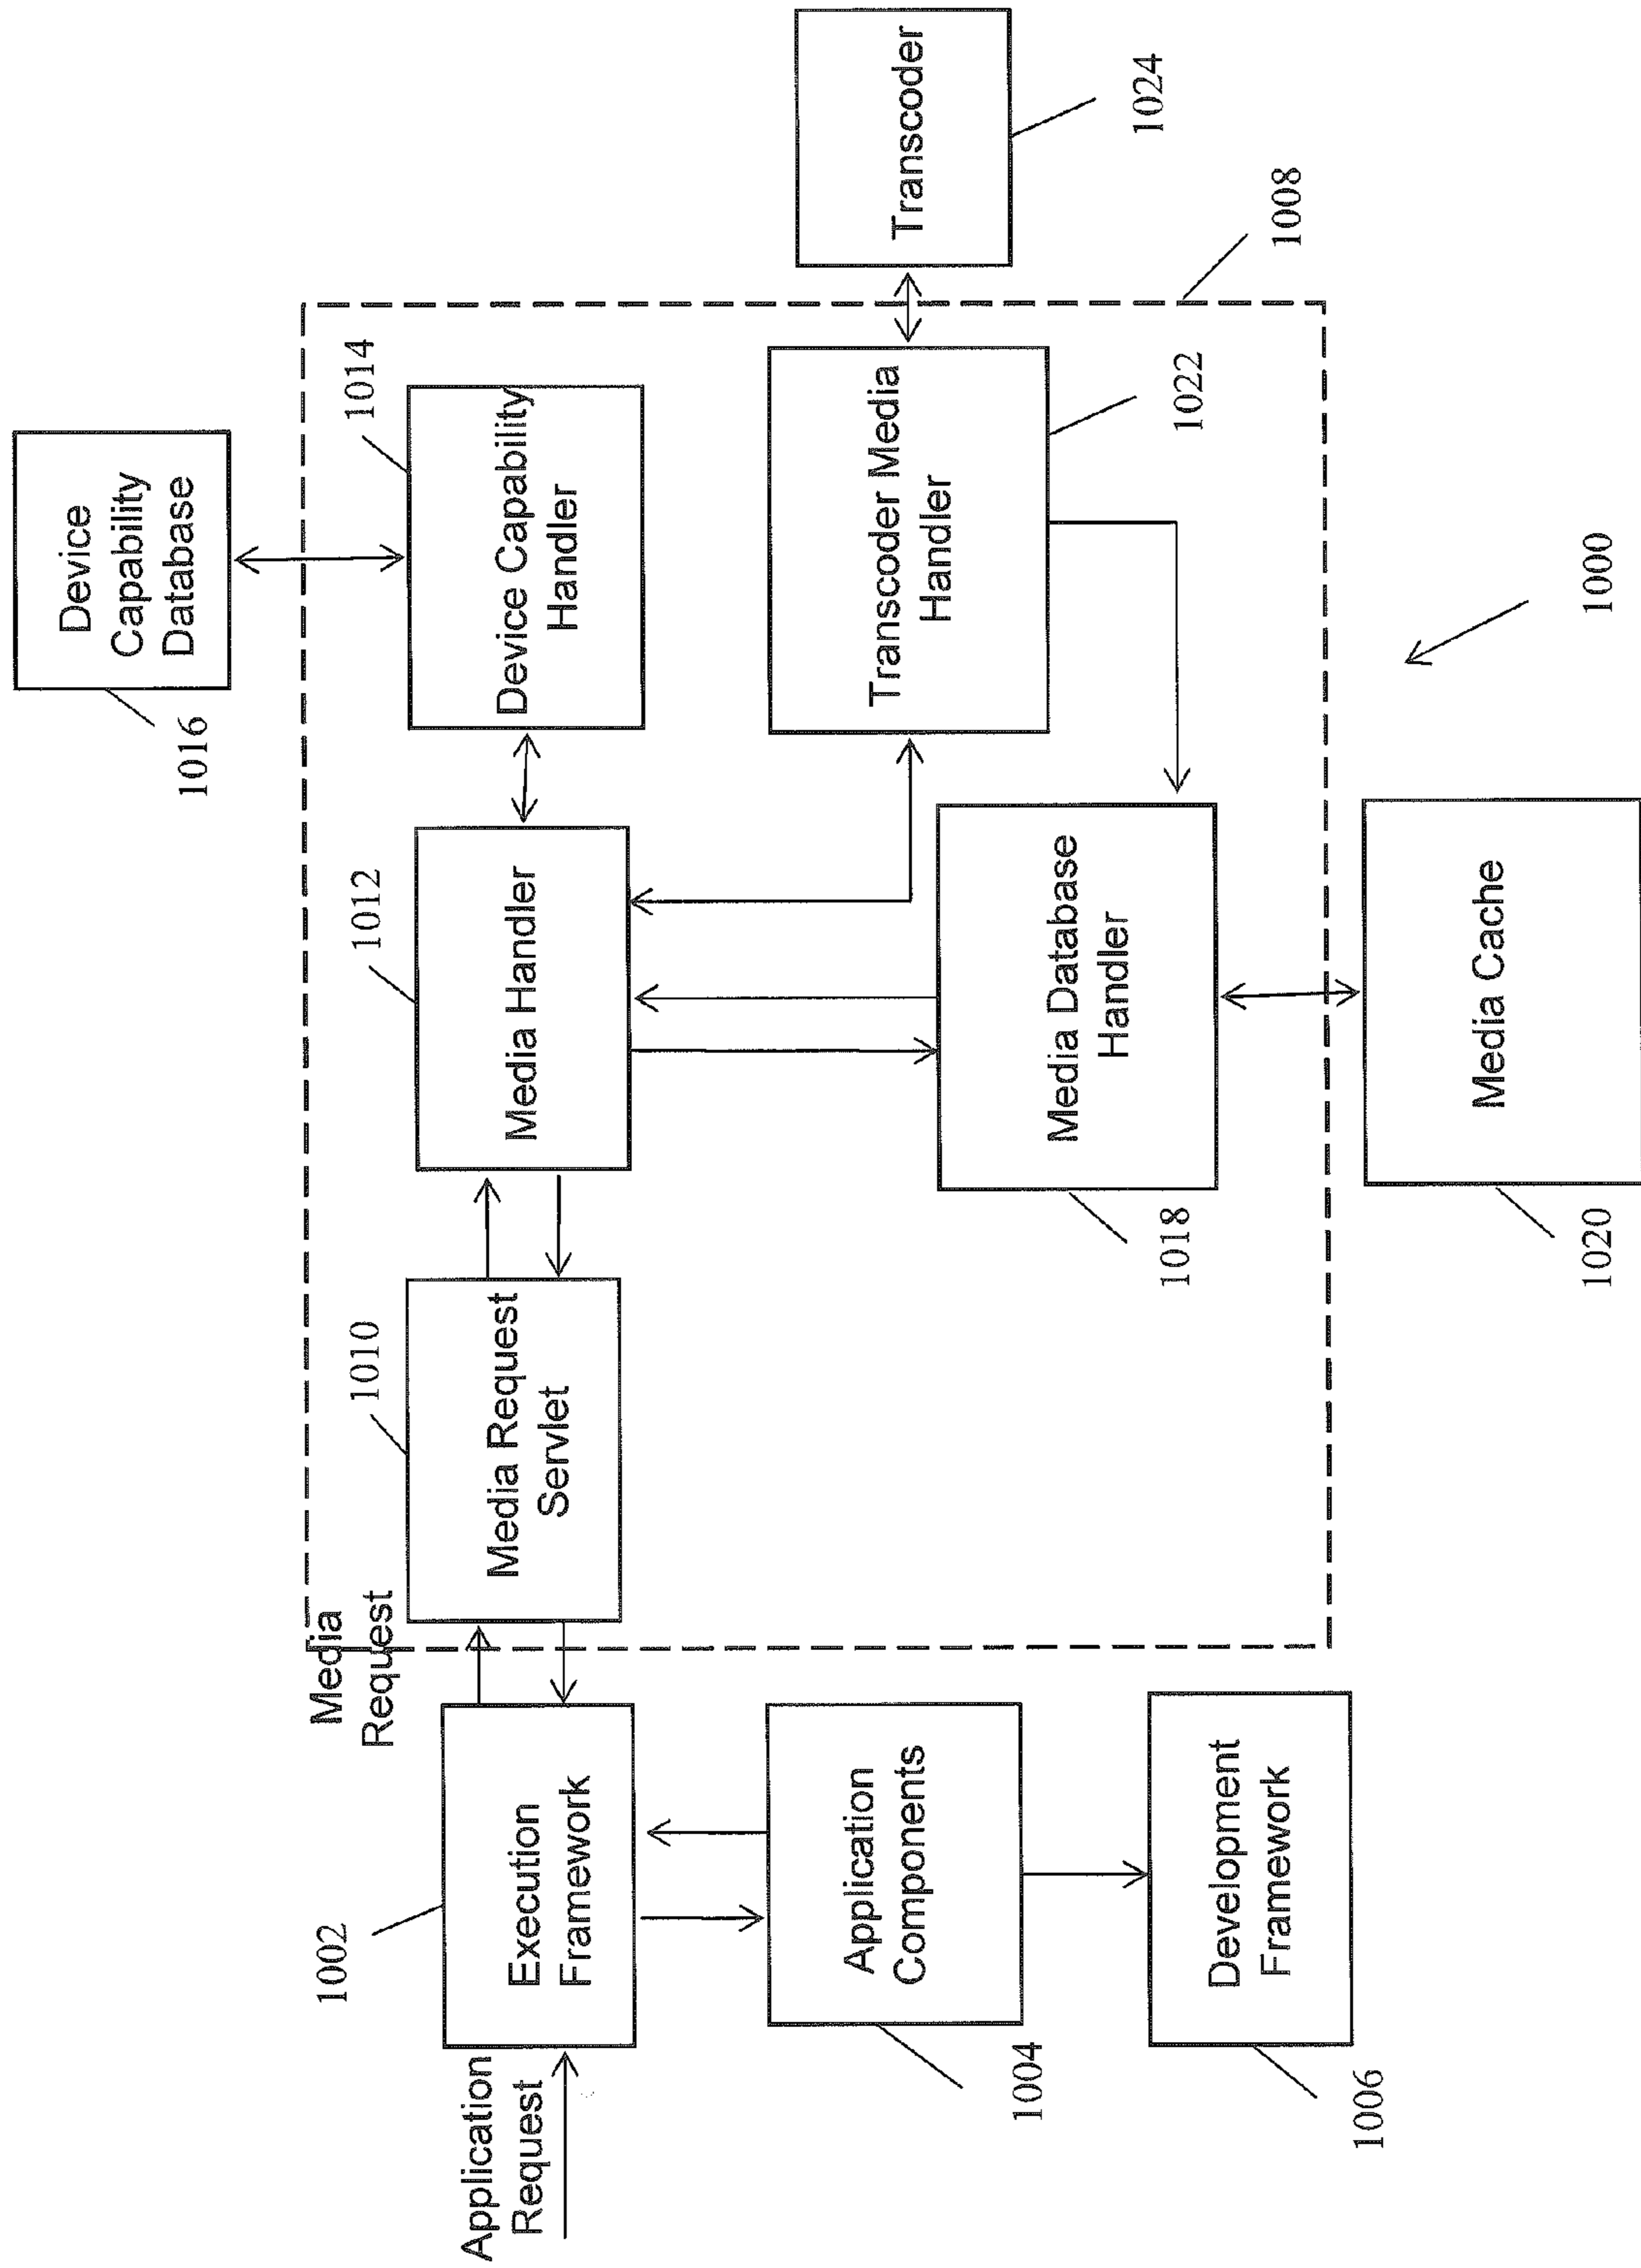 Device
Capability
Database
1016
1014
Device Capability
Handler
1012
Media Handler
1010
Media Request
Servlet
Media
Request
1002
Execution
Framework
Application
Request
Transcoder
1024
1008
Transcoder Media
Handler
1022
Media Database
Handler
1018
Application
Components
1004
Development
Framework
1006
Media Cache
1020
1000